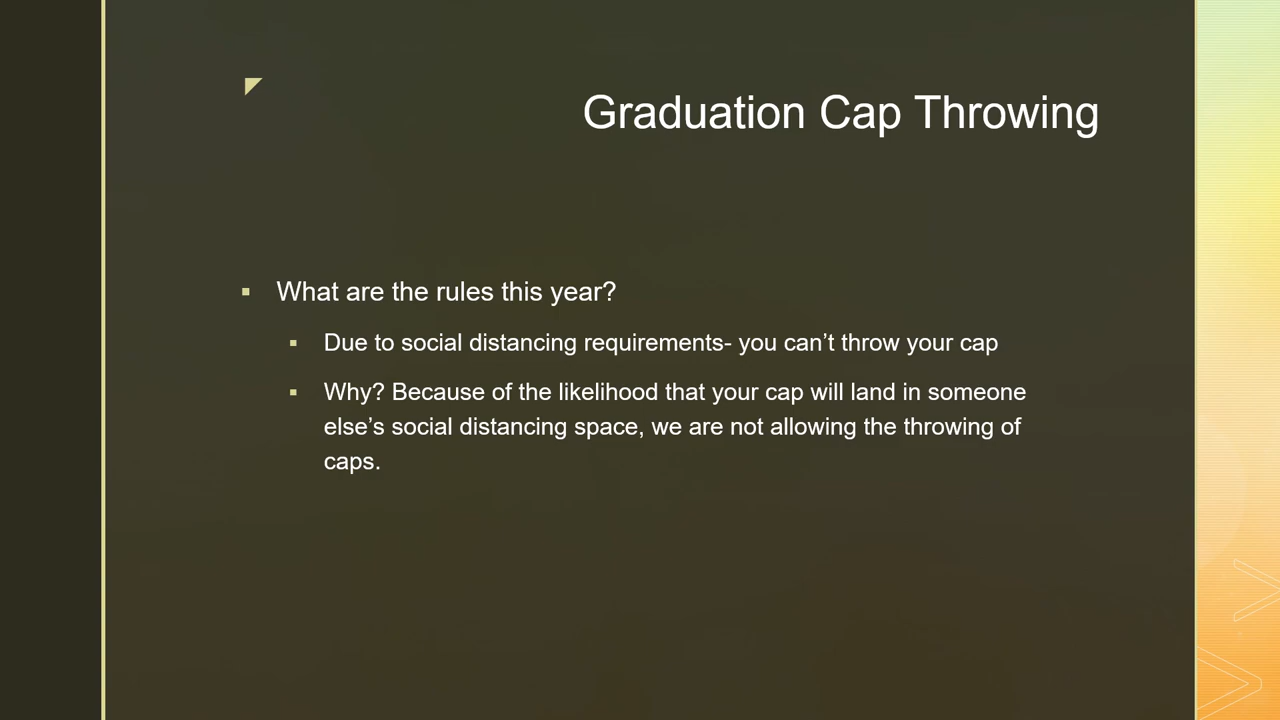 Graduation Cap Throwing
What are the rules this year?
Due to social distancing requirements- you can’t throw your cap
Why? Because of the likelihood that your cap will land in someone
else’s social distancing space, we are not allowing the throwing of
caps.